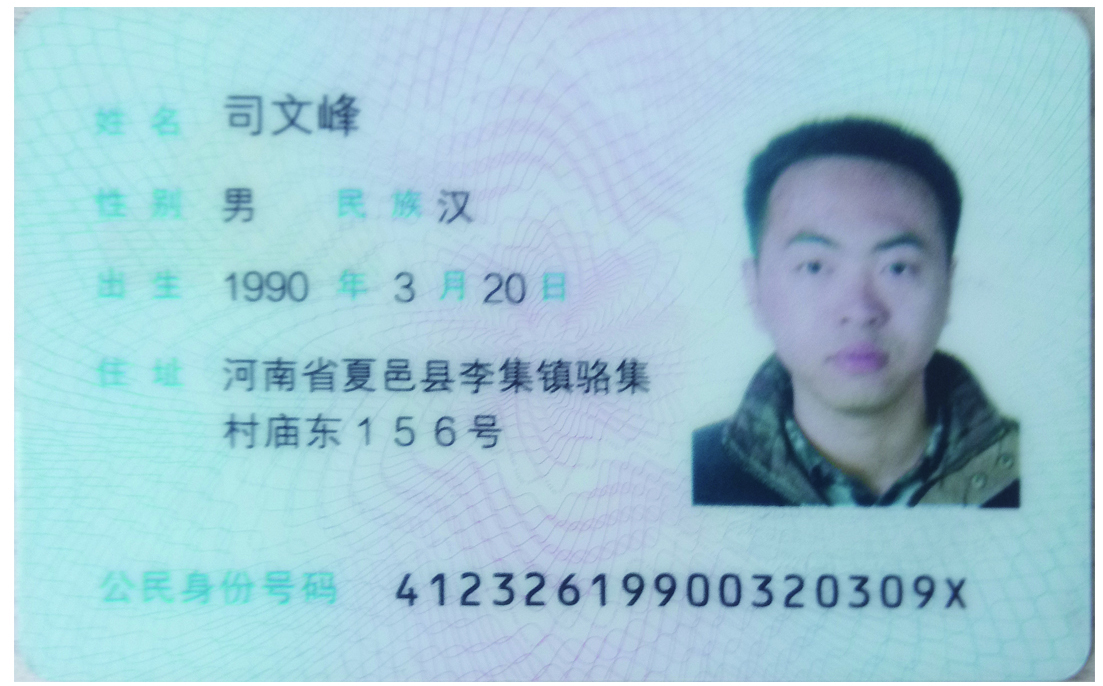 姓名 司文峰
性别 男 民族 汉
出生 1990 年 3 月 20 日
住址 河南省夏邑县李集镇骆集
村庙东156号
公民身份号码 41232619900320309X